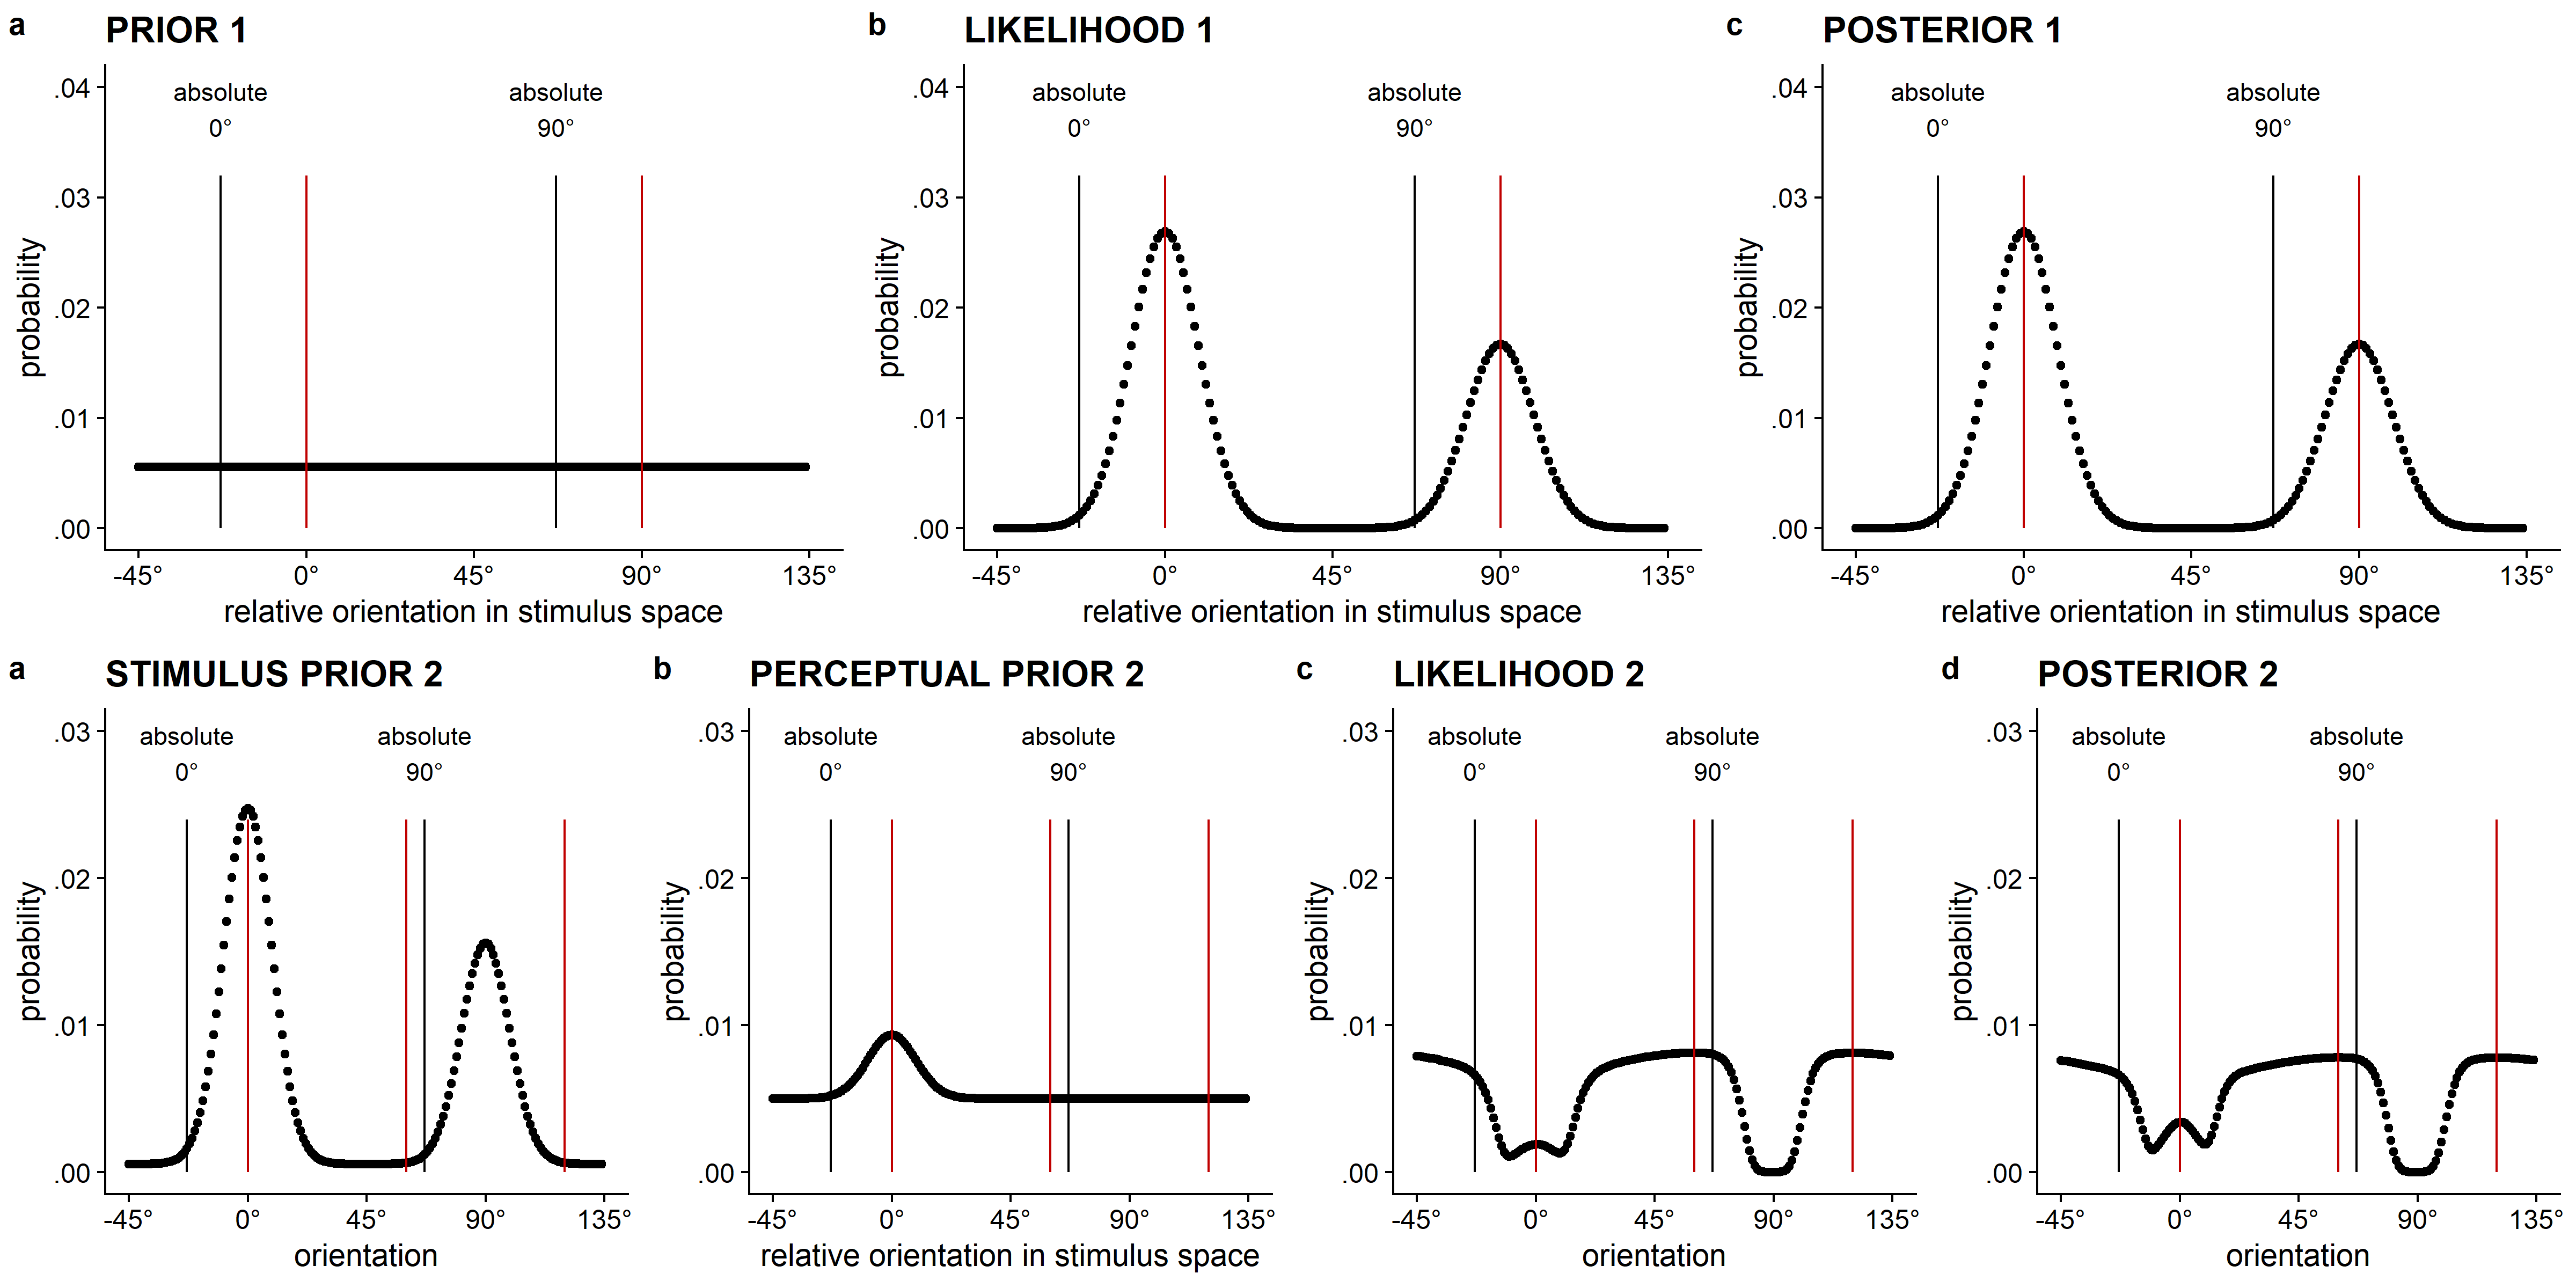 a PRIOR 1
absolute
0°
absolute
90°
.04
.03
.02
.01
.00
probability
-45° 0° 45° 90° 135°
relative orientation in stimulus space
b LIKELIHOOD 1
absolute
0°
absolute
90°
.04
.03
.02
.01
.00
probability
-45° 0° 45° 90° 135°
relative orientation in stimulus space
c POSTERIOR 1
absolute
0°
absolute
90°
.04
.03
.02
.01
.00
probability
-45° 0° 45° 90° 135°
relative orientation in stimulus space
a STIMULUS PRIOR 2
absolute
0°
absolute
90°
.03
.02
.01
.00
probability
-45° 0° 45° 90° 135°
orientation
b PERCEPTUAL PRIOR 2
absolute
0°
absolute
90°
.03
.02
.01
.00
probability
-45° 0° 45° 90° 135°
relative orientation in stimulus space
c LIKELIHOOD 2
absolute
0°
absolute
90°
.03
.02
.01
.00
probability
-45° 0° 45° 90° 135°
orientation
d POSTERIOR 2
absolute
0°
absolute
90°
.03
.02
.01
.00
probability
-45° 0° 45° 90° 135°
orientation